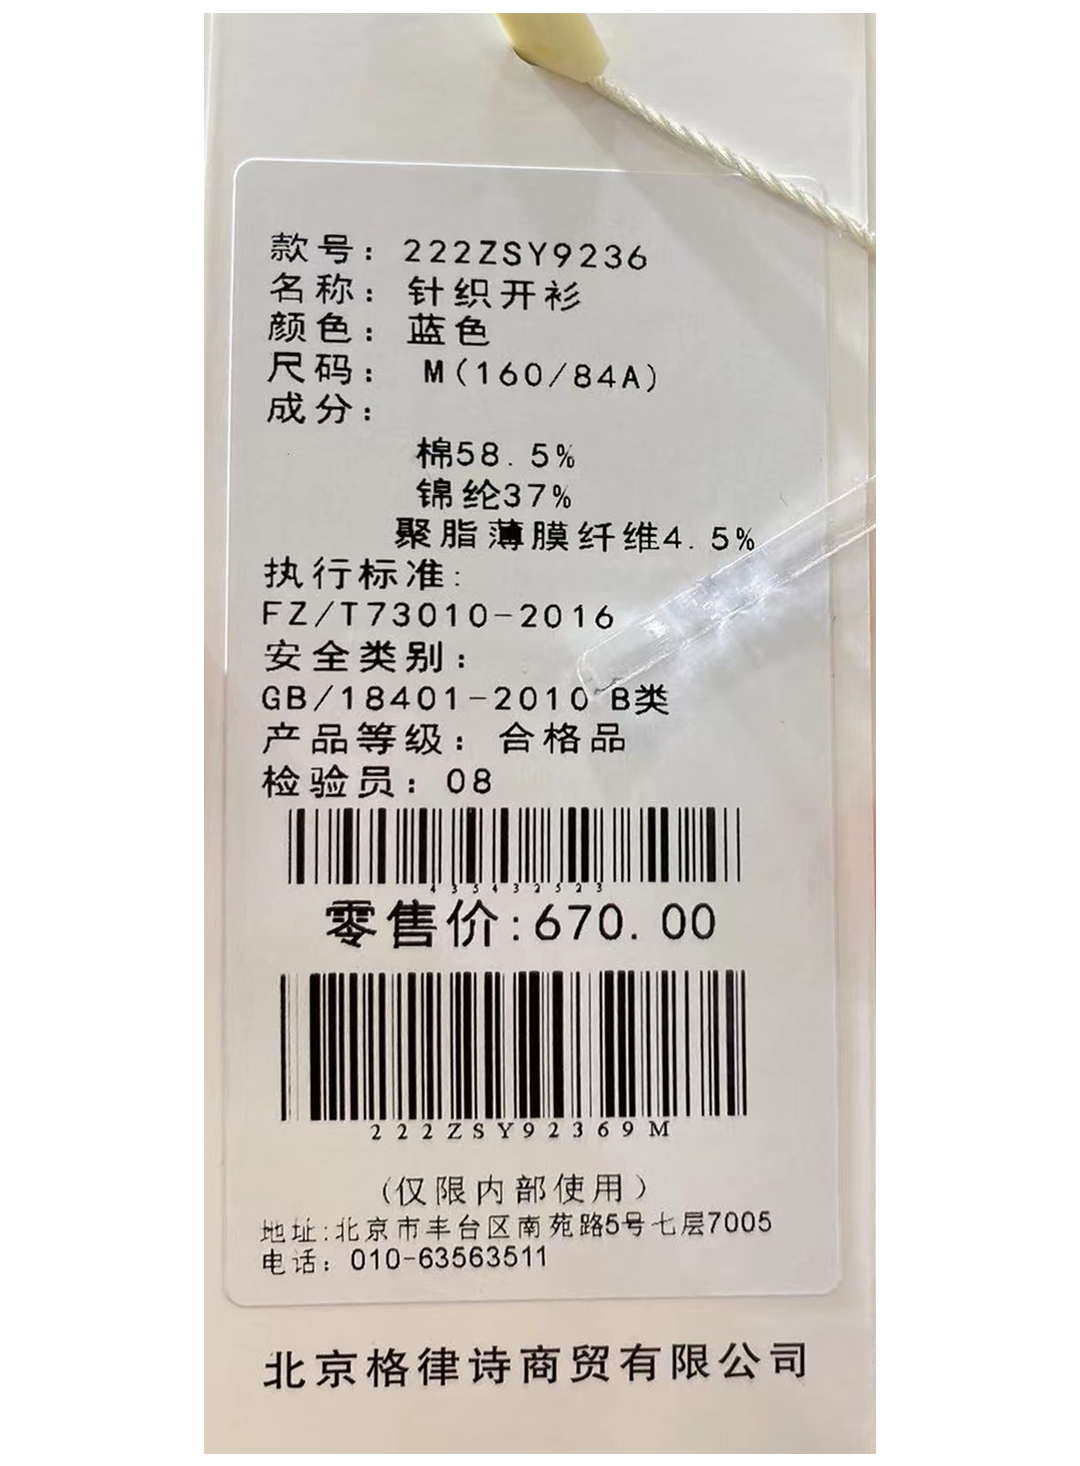 款号：222ZSY9236
名称：针织开衫
颜色：蓝色
尺码： M(160/84A)
成分：
棉58.5%
锦纶37%
聚脂薄膜纤维4.5%
执行标准:
FZ/T73010-2016
安全类别：
GB/18401-2010 B类
产品等级：合格品
检验员：08
435432523
零售价:670.00
222ZSY92369M
(仅限内部使用)
地址:北京市丰台区南苑路5号七层7005
电话：010-63563511
北京格律诗商贸有限公司